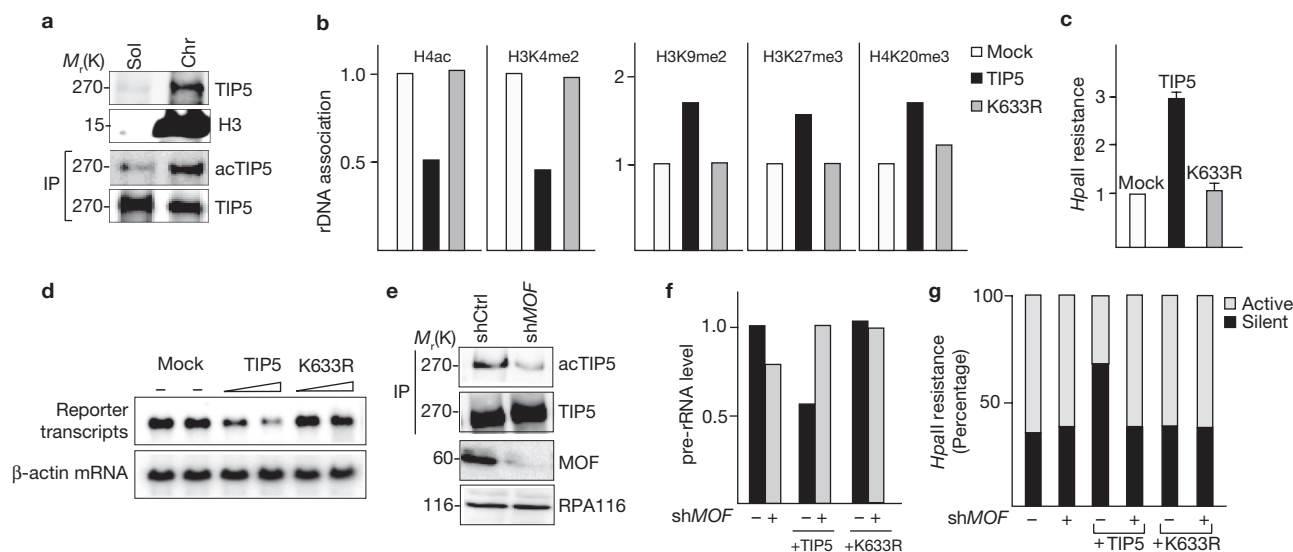 a
Mr(K)
Sol
Chr
270
TIP5
15
H3
IP
270
acTIP5
270
TIP5
b
rDNA association
1.0
0.5
H4ac
H3K4me2
2
1
H3K9me2
H3K27me3
H4K20me3
Mock
TIP5
K633R
c
HpaII resistance
3
2
1
Mock
TIP5
K633R
d
Mock TIP5 K633R
– –
Reporter
transcripts
β-actin mRNA
e
Mr(K)
shCtrl
shMOF
IP
270
acTIP5
270
TIP5
60
MOF
116
RPA116
f
pre-rRNA level
1.0
0.5
shMOF – + – + – +
+TIP5 +K633R
g
HpaII resistance
(Percentage)
100
50
Active
Silent
shMOF – + – + – +
+TIP5 +K633R